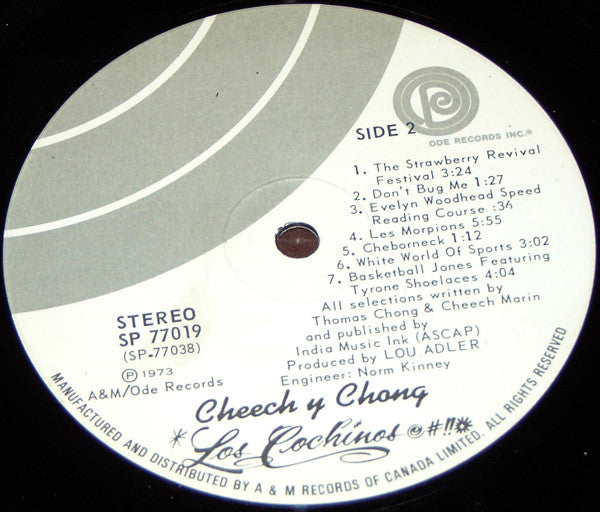 ODE RECORDS INC.®
SIDE 2
1. The Strawberry Revival
Festival 3:24
2. Don't Bug Me 1:27
3. Evelyn Woodhead Speed
Reading Course :36
4. Les Morpions 5:55
5. Cheborneck 1:12
6. White World Of Sports 3:02
7. Basketball Jones Featuring
Tyrone Shoelaces 4:04
All selections written by
Thomas Chong & Cheech Marin
and published by
India Music Ink (ASCAP)
Produced by LOU ADLER
Engineer: Norm Kinney
STEREO
SP 77019
(SP-77038)
Ⓟ 1973
A&M/Ode Records
Cheech y Chong
*Los Cochinos @#!!*
MANUFACTURED AND DISTRIBUTED BY A & M RECORDS OF CANADA LIMITED. ALL RIGHTS RESERVED